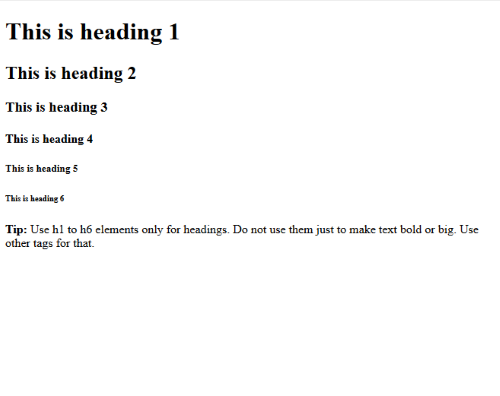 This is heading 1
This is heading 2
This is heading 3
This is heading 4
This is heading 5
This is heading 6
Tip: Use h1 to h6 elements only for headings. Do not use them just to make text bold or big. Use
other tags for that.